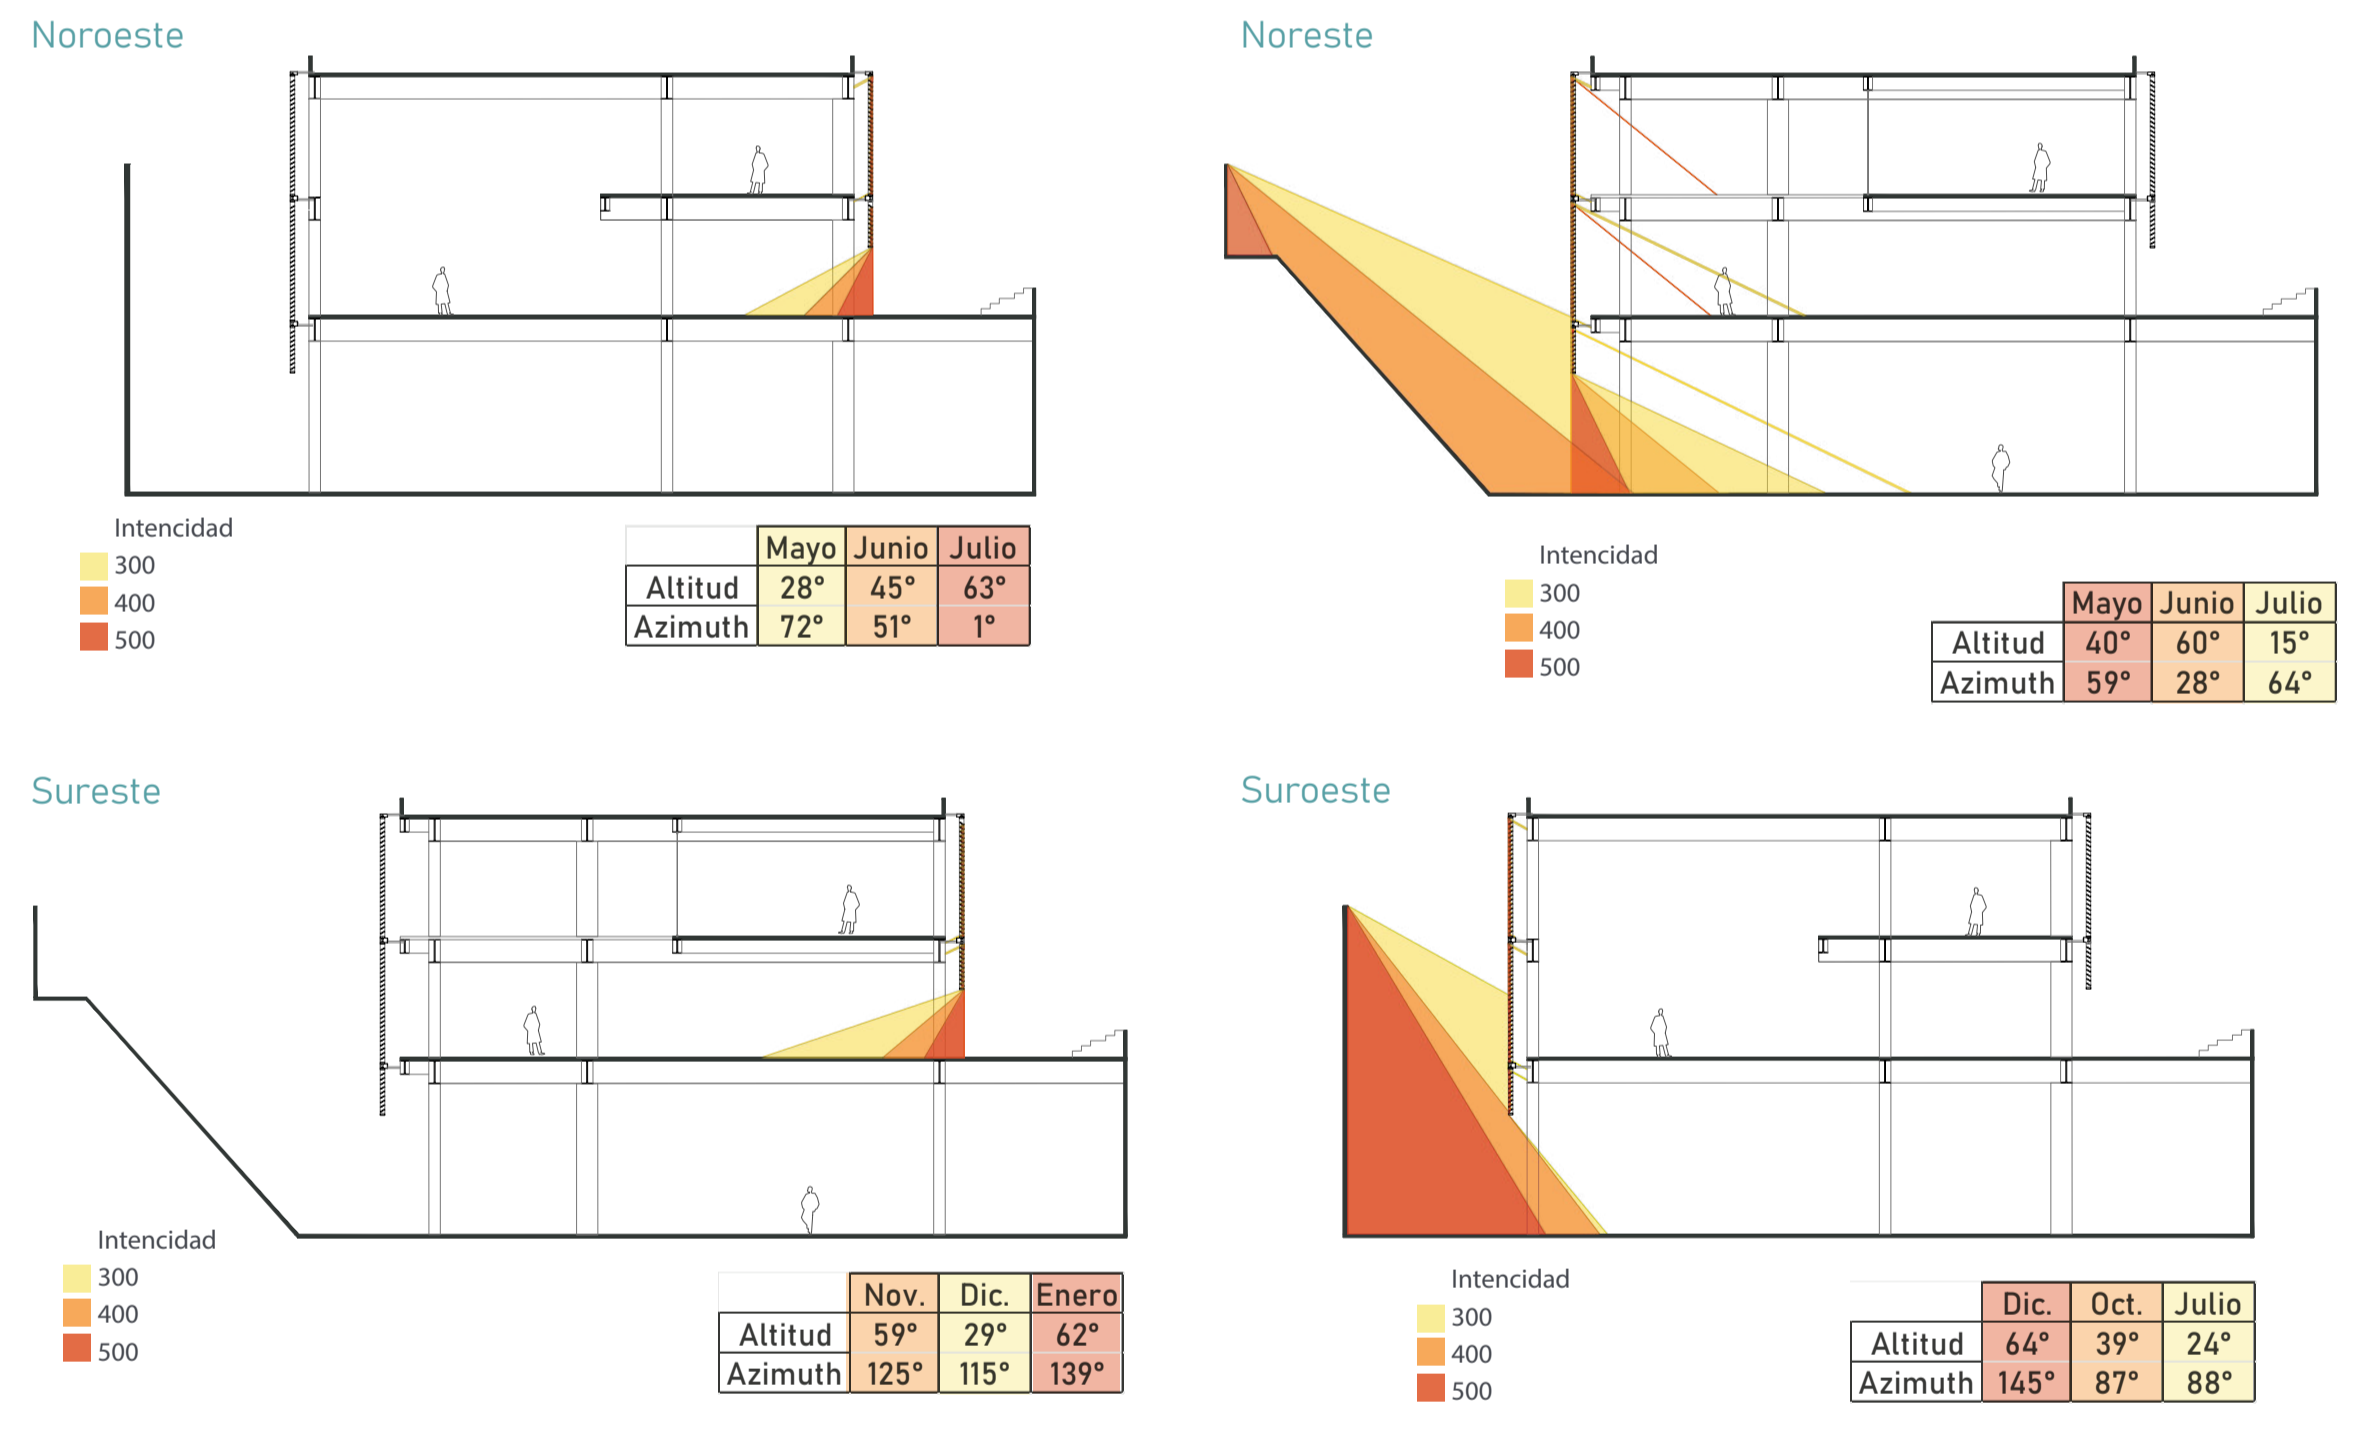 Noroeste
Intencidad
300
400
500
Mayo Junio Julio
Altitud 28° 45° 63°
Azimuth 72° 51° 1°
Noreste
Intencidad
300
400
500
Mayo Junio Julio
Altitud 40° 60° 15°
Azimuth 59° 28° 64°
Sureste
Intencidad
300
400
500
Nov. Dic. Enero
Altitud 59° 29° 62°
Azimuth 125° 115° 139°
Suroeste
Intencidad
300
400
500
Dic. Oct. Julio
Altitud 64° 39° 24°
Azimuth 145° 87° 88°